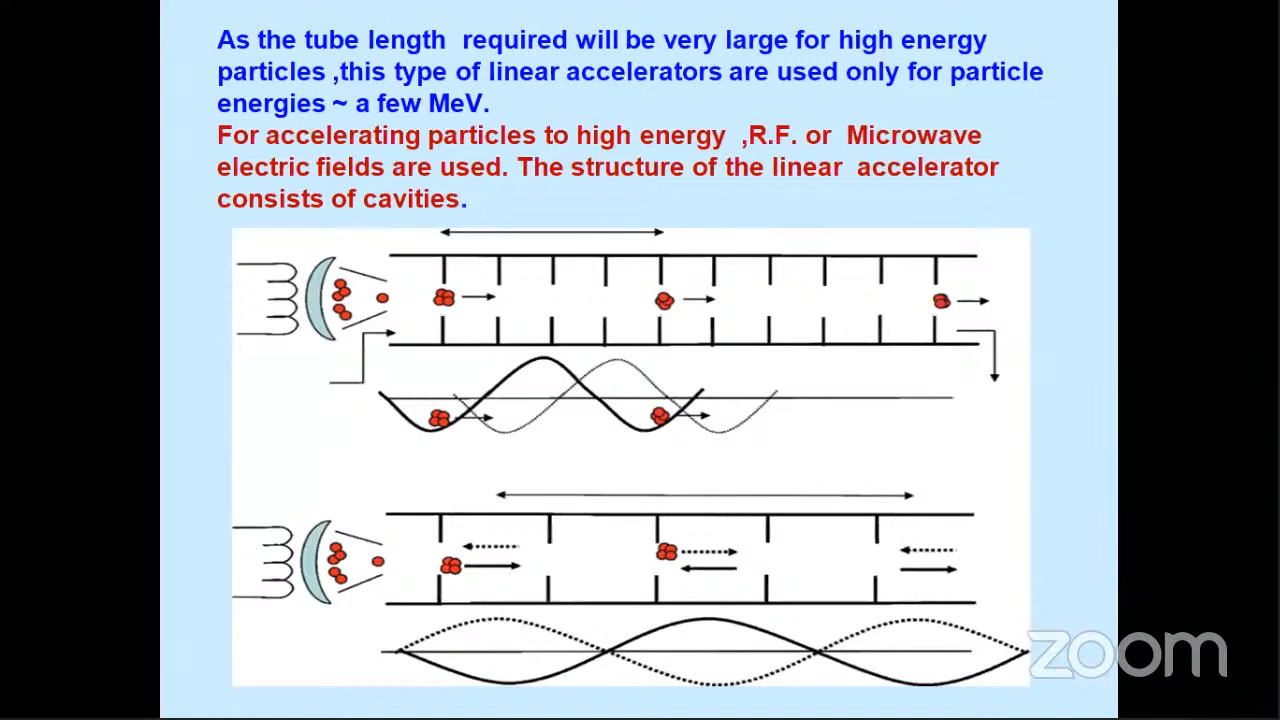 As the tube length required will be very large for high energy
particles ,this type of linear accelerators are used only for particle
energies ~ a few MeV.
For accelerating particles to high energy ,R.F. or Microwave
electric fields are used. The structure of the linear accelerator
consists of cavities.
zoom